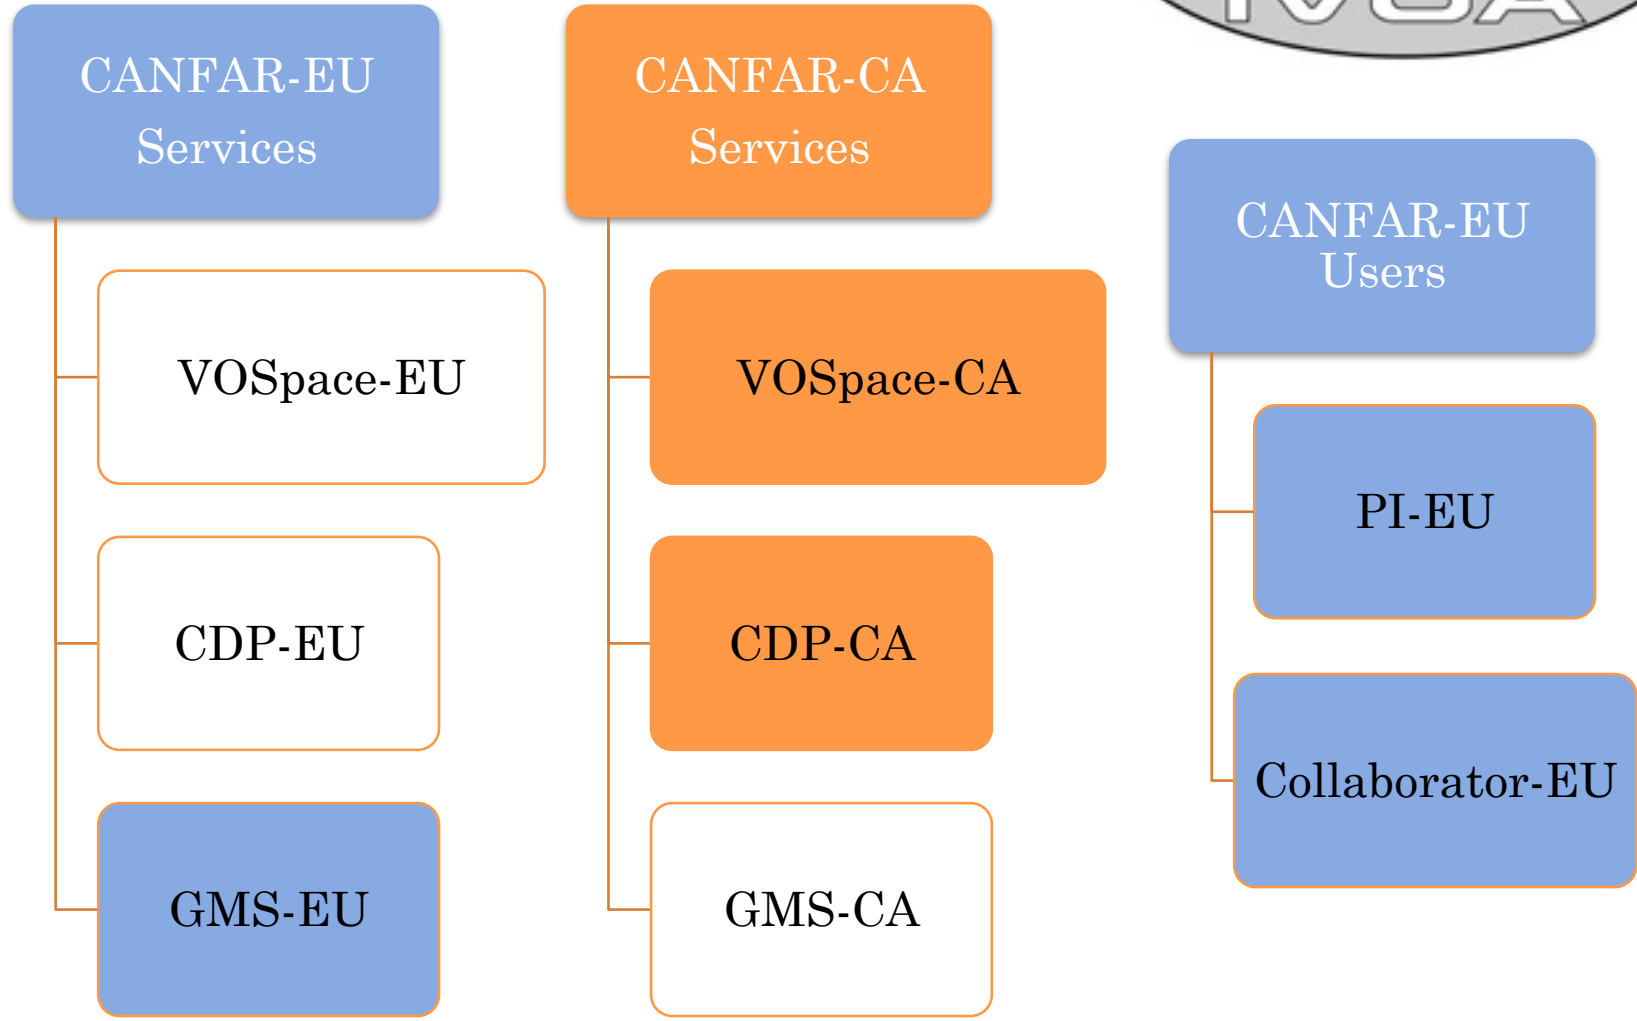 IVOA
CANFAR-EU
Services
VOSpace-EU
CDP-EU
GMS-EU
CANFAR-CA
Services
VOSpace-CA
CDP-CA
GMS-CA
CANFAR-EU
Users
PI-EU
Collaborator-EU